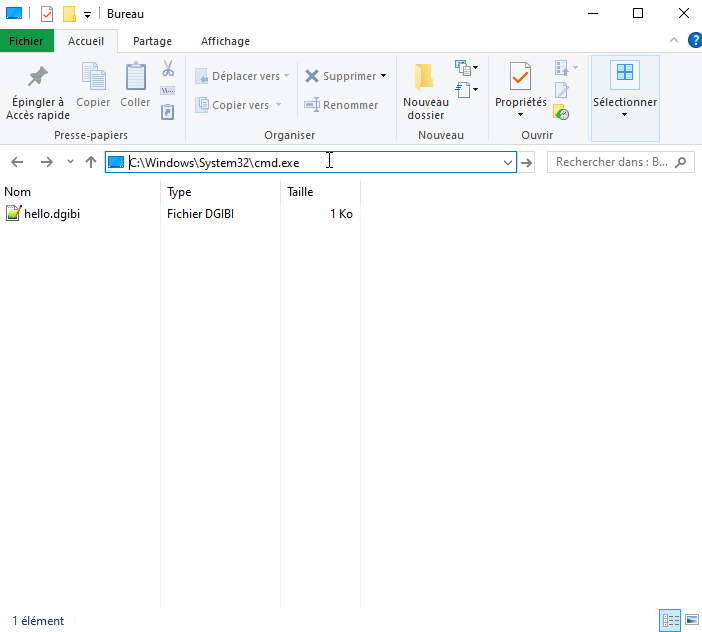 Bureau
Fichier Accueil Partage Affichage
Épingler à Accès rapide
Copier
Coller
Presse-papiers
Déplacer vers
Copier vers
Supprimer
Renommer
Organiser
Nouveau dossier
Nouveau
Propriétés
Ouvrir
Sélectionner
C:\Windows\System32\cmd.exe
Rechercher dans : B...
Nom Type Taille
hello.dgibi Fichier DGIBI 1 Ko
1 élément